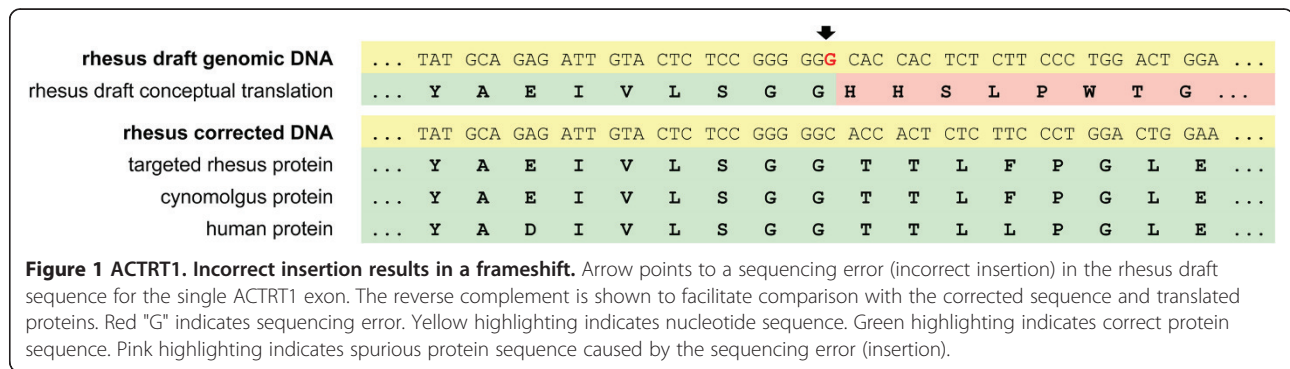 rhesus draft genomic DNA ... TAT GCA GAG ATT GTA CTC TCC GGG GGG CAC CAC TCT CTT CCC TGG ACT GGA ...
rhesus draft conceptual translation ... Y A E I V L S G G H H S L P W T G ...
rhesus corrected DNA ... TAT GCA GAG ATT GTA CTC TCC GGG GGC ACC ACT CTC TTC CCT GGA CTG GAA ...
targeted rhesus protein ... Y A E I V L S G G T T L F P G L E ...
cynomolgus protein ... Y A E I V L S G G T T L F P G L E ...
human protein ... Y A D I V L S G G T T L L P G L E ...
Figure 1 ACTRT1. Incorrect insertion results in a frameshift. Arrow points to a sequencing error (incorrect insertion) in the rhesus draft
sequence for the single ACTRT1 exon. The reverse complement is shown to facilitate comparison with the corrected sequence and translated
proteins. Red "G" indicates sequencing error. Yellow highlighting indicates nucleotide sequence. Green highlighting indicates correct protein
sequence. Pink highlighting indicates spurious protein sequence caused by the sequencing error (insertion).